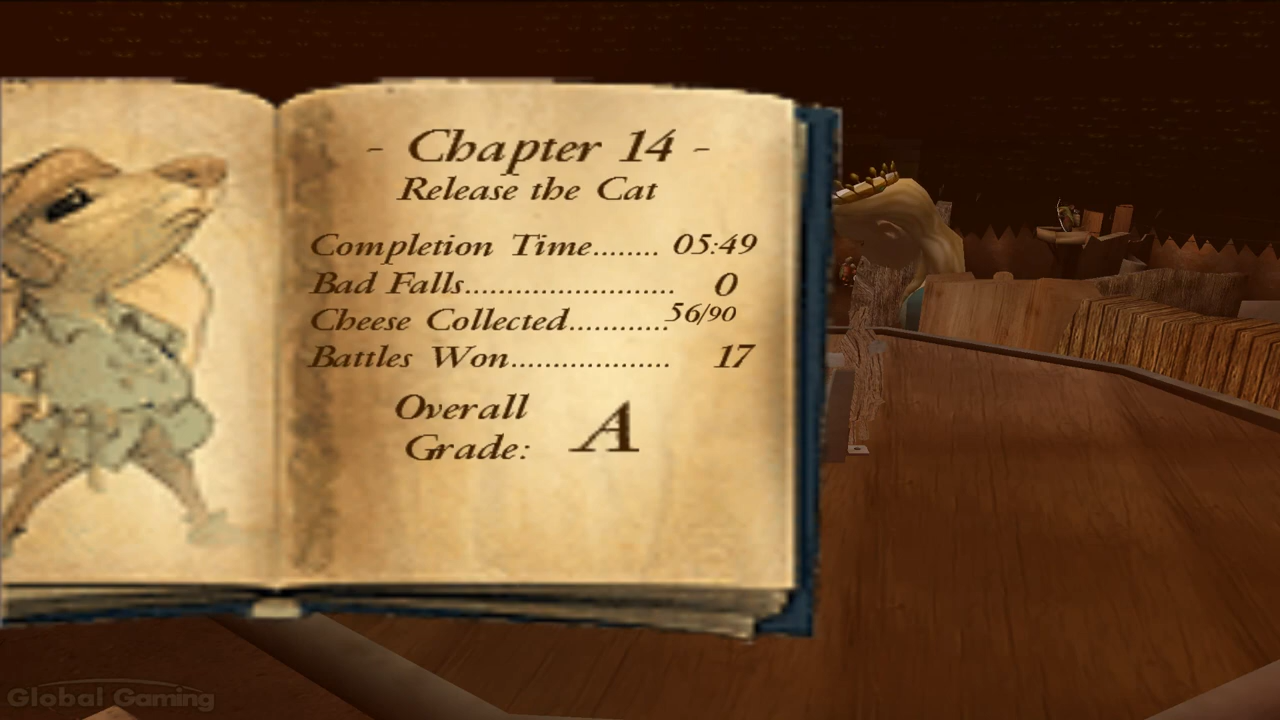 - Chapter 14 -
Release the Cat
Completion Time........ 05:49
Bad Falls......................... 0
Cheese Collected............56/90
Battles Won................... 17
Overall
Grade: A
Global Gaming